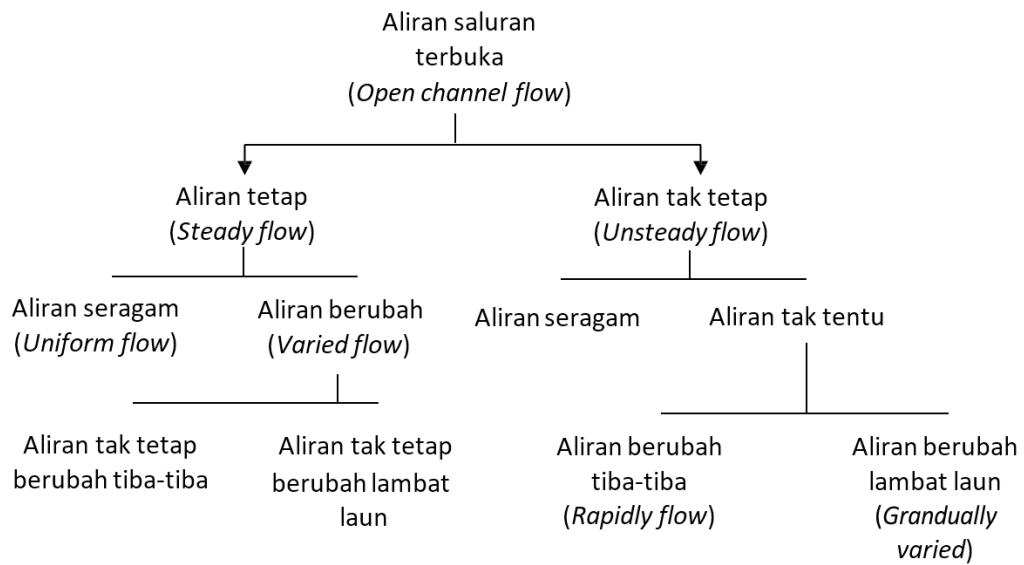 Aliran saluran
terbuka
(Open channel flow)
Aliran tetap
(Steady flow)
Aliran tak tetap
(Unsteady flow)
Aliran seragam
(Uniform flow)
Aliran berubah
(Varied flow)
Aliran seragam
Aliran tak tentu
Aliran tak tetap
berubah tiba-tiba
Aliran tak tetap
berubah lambat
laun
Aliran berubah
tiba-tiba
(Rapidly flow)
Aliran berubah
lambat laun
(Grandually
varied)